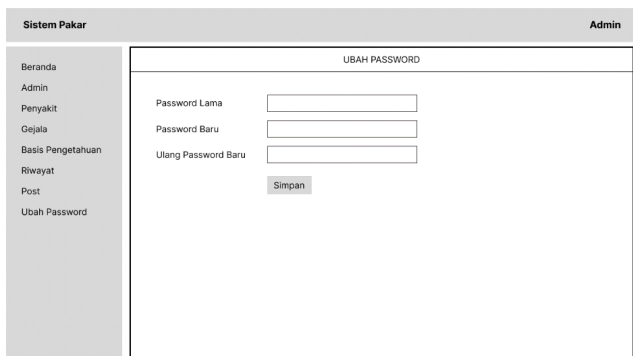 Sistem Pakar
Admin
Beranda
Admin
Penyakit
Gejala
Basis Pengetahuan
Riwayat
Post
Ubah Password
UBAH PASSWORD
Password Lama
Password Baru
Ulang Password Baru
Simpan